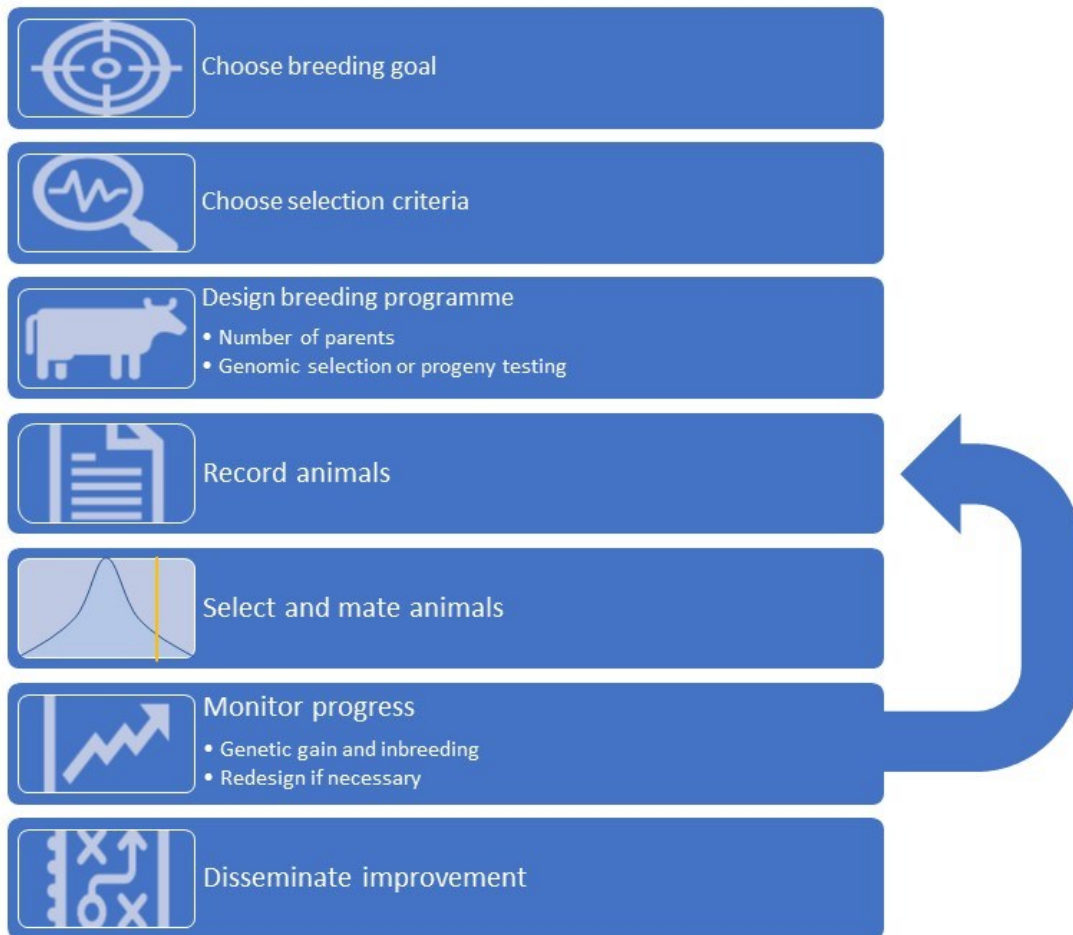 Choose breeding goal
Choose selection criteria
Design breeding programme
• Number of parents
• Genomic selection or progeny testing
Record animals
Select and mate animals
Monitor progress
• Genetic gain and inbreeding
• Redesign if necessary
Disseminate improvement